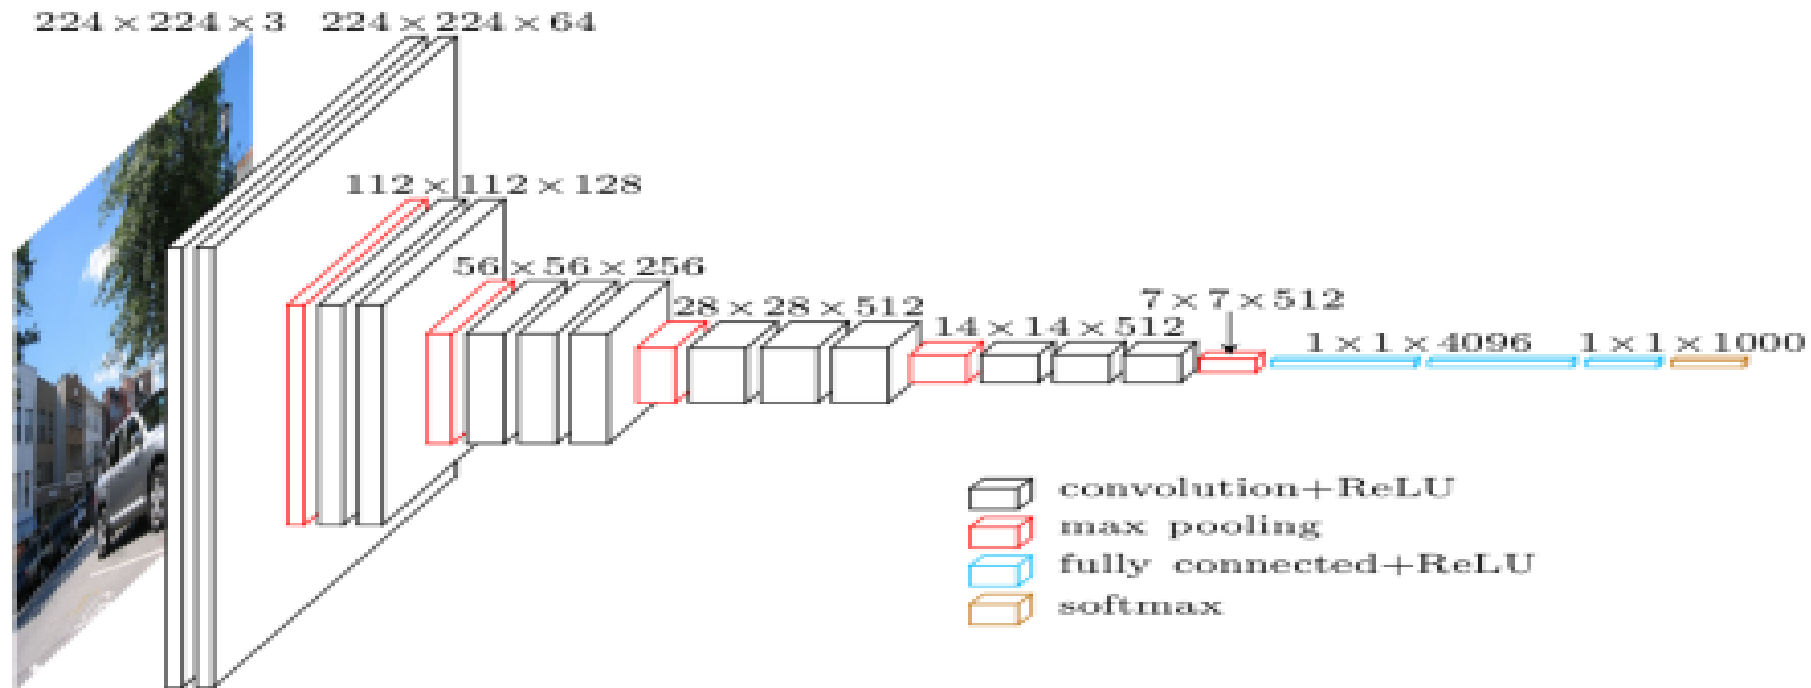 224 × 224 × 3
224 × 224 × 64
112 × 112 × 128
56 × 56 × 256
28 × 28 × 512
14 × 14 × 512
7 × 7 × 512
1 × 1 × 4096
1 × 1 × 1000
convolution+ReLU
max pooling
fully connected+ReLU
softmax